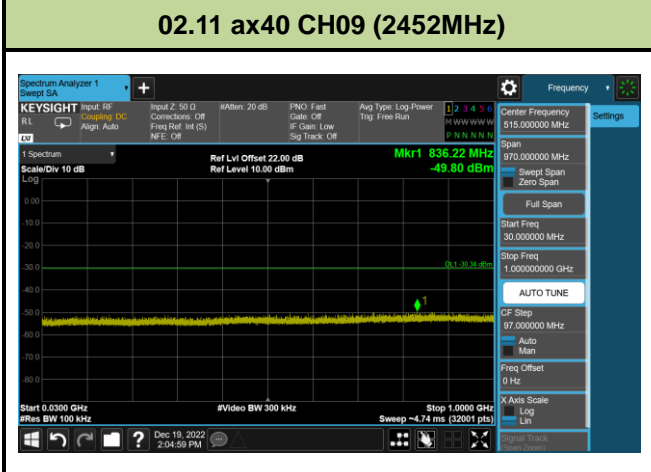 02.11 ax40 CH09 (2452MHz)
Spectrum Analyzer 1
Swept SA
Frequency
KEYSIGHT
RL
LXI
Input: RF
Coupling: DC
Align: Auto
Input Z: 50 Ω
Corrections: Off
Freq Ref: Int (S)
NFE: Off
#Atten: 20 dB
PNO: Fast
Gate: Off
IF Gain: Low
Sig Track: Off
Avg Type: Log-Power
Trig: Free Run
1 2 3 4 5 6
M W W W W W
P N N N N N
Center Frequency
515.000000 MHz
Settings
Span
970.000000 MHz
Swept Span
Zero Span
Full Span
Start Freq
30.000000 MHz
Stop Freq
1.000000000 GHz
AUTO TUNE
CF Step
97.000000 MHz
Auto
Man
Freq Offset
0 Hz
X Axis Scale
Log
Lin
Signal Track
(Span Zoom)
1 Spectrum
Scale/Div 10 dB
Log
Ref Lvl Offset 22.00 dB
Ref Level 10.00 dBm
Mkr1 836.22 MHz
-49.80 dBm
0.00
-10.0
-20.0
-30.0
-40.0
-50.0
-60.0
-70.0
-80.0
DL1 -30.34 dBm
1
Start 0.0300 GHz
#Res BW 100 kHz
#Video BW 300 kHz
Stop 1.0000 GHz
Sweep ~4.74 ms (32001 pts)
?
Dec 19, 2022
2:04:59 PM